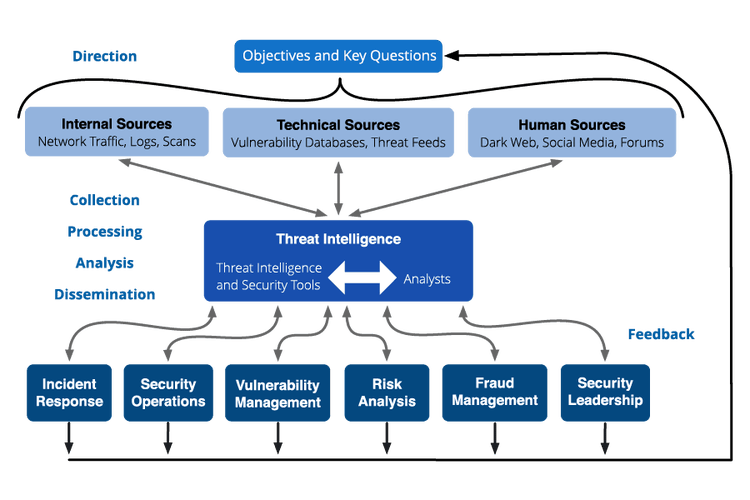 Direction
Objectives and Key Questions
Internal Sources
Network Traffic, Logs, Scans
Technical Sources
Vulnerability Databases, Threat Feeds
Human Sources
Dark Web, Social Media, Forums
Collection
Processing
Analysis
Dissemination
Threat Intelligence
Threat Intelligence
and Security Tools
Analysts
Feedback
Incident
Response
Security
Operations
Vulnerability
Management
Risk
Analysis
Fraud
Management
Security
Leadership